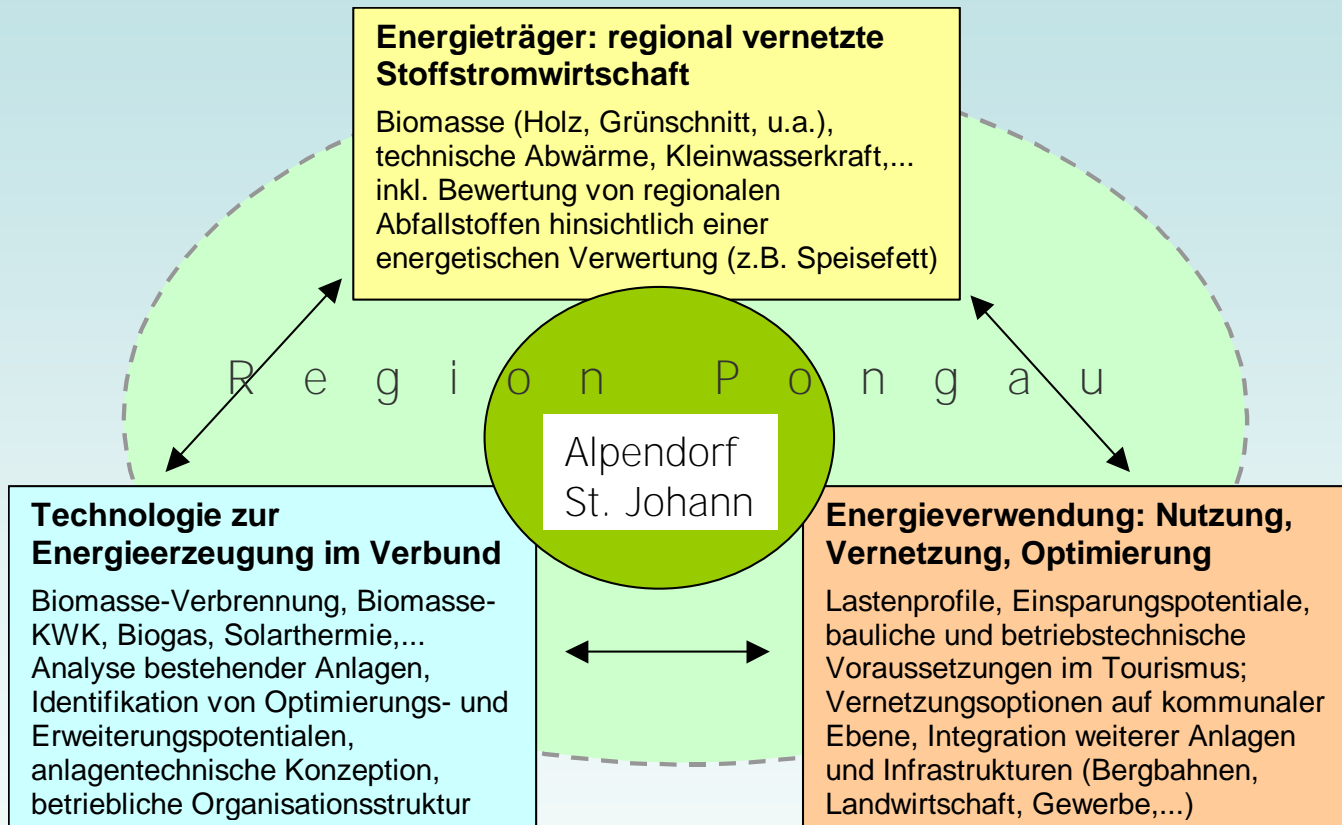 Energieträger: regional vernetzte
Stoffstromwirtschaft
Biomasse (Holz, Grünschnitt, u.a.),
technische Abwärme, Kleinwasserkraft,...
inkl. Bewertung von regionalen
Abfallstoffen hinsichtlich einer
energetischen Verwertung (z.B. Speisefett)
Region Pongau
Alpendorf
St. Johann
Technologie zur
Energieerzeugung im Verbund
Biomasse-Verbrennung, Biomasse-
KWK, Biogas, Solarthermie,...
Analyse bestehender Anlagen,
Identifikation von Optimierungs- und
Erweiterungspotentialen,
anlagentechnische Konzeption,
betriebliche Organisationsstruktur
Energieverwendung: Nutzung,
Vernetzung, Optimierung
Lastenprofile, Einsparungspotentiale,
bauliche und betriebstechnische
Voraussetzungen im Tourismus;
Vernetzungsoptionen auf kommunaler
Ebene, Integration weiterer Anlagen
und Infrastrukturen (Bergbahnen,
Landwirtschaft, Gewerbe,...)